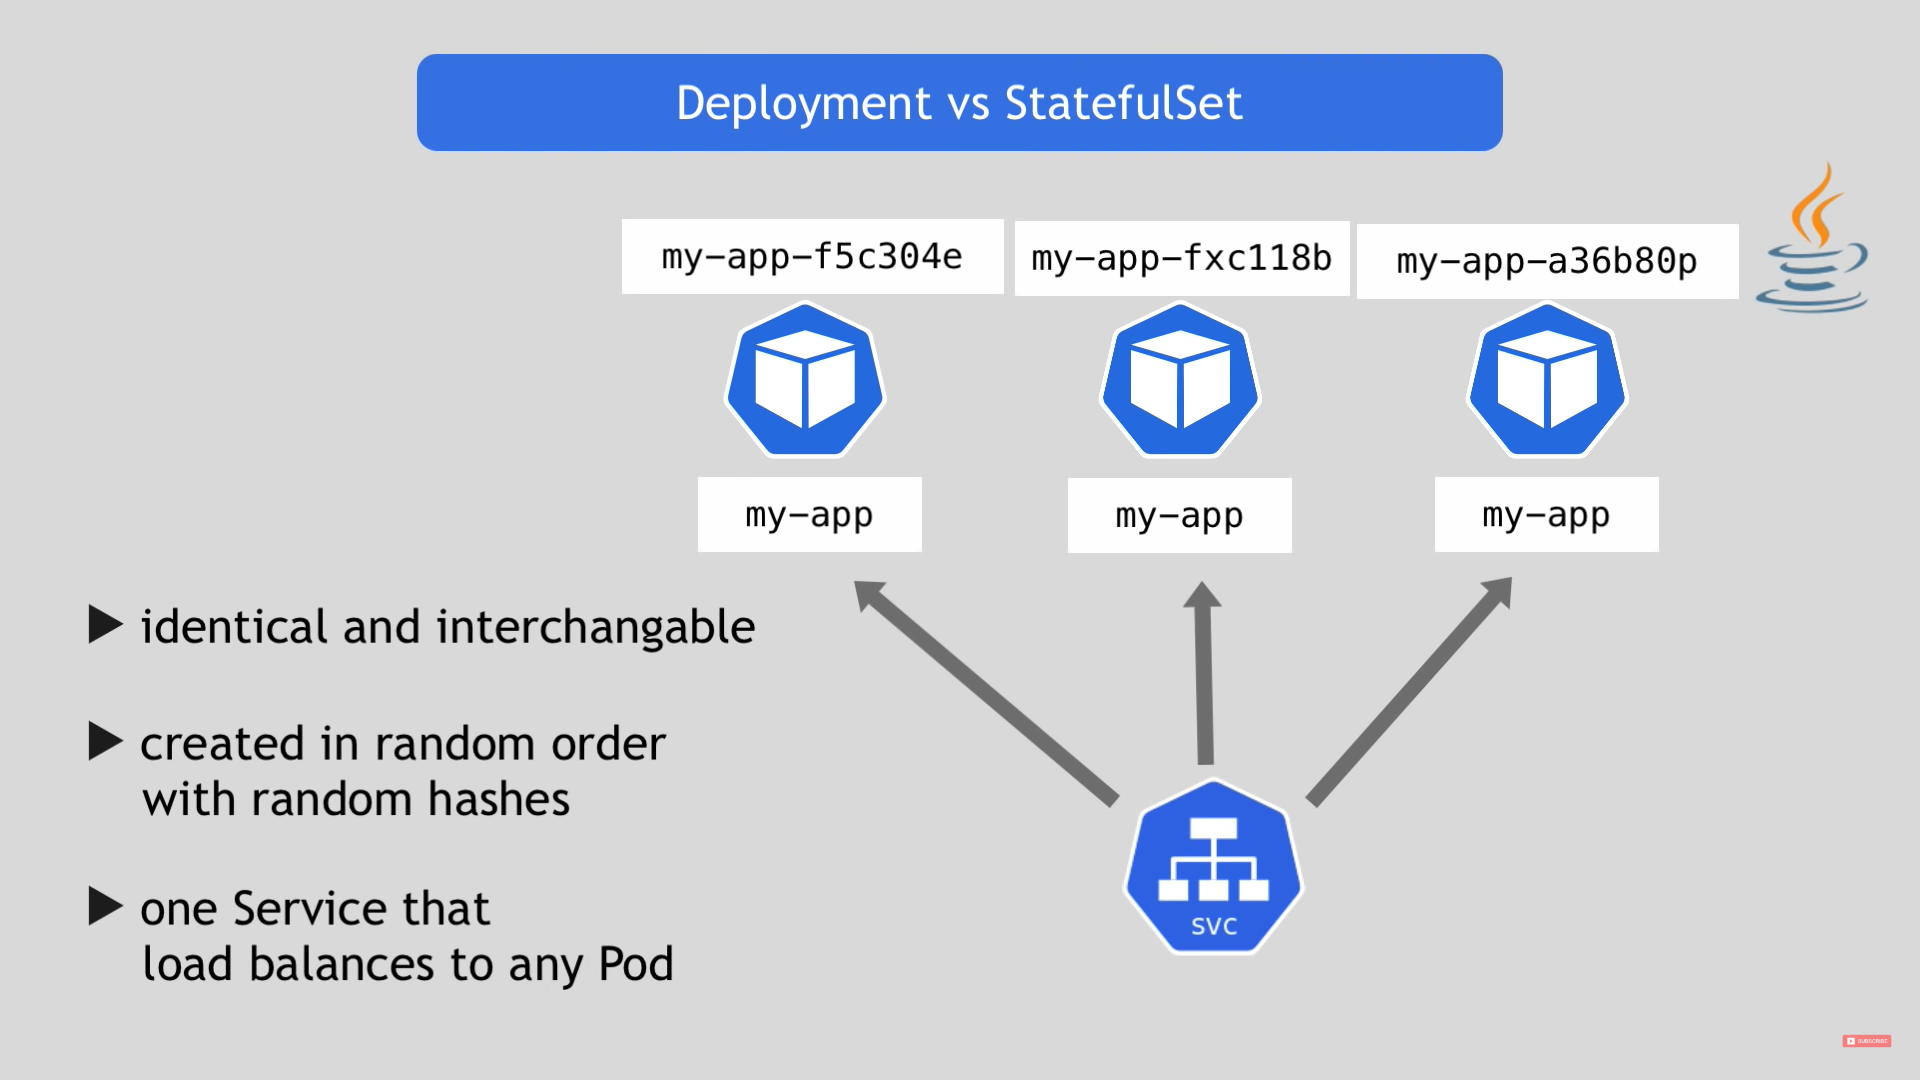 Deployment vs StatefulSet
my-app-f5c304e
my-app-fxc118b
my-app-a36b80p
my-app
my-app
my-app
identical and interchangable
created in random order
with random hashes
one Service that
load balances to any Pod
svc
SUBSCRIBE